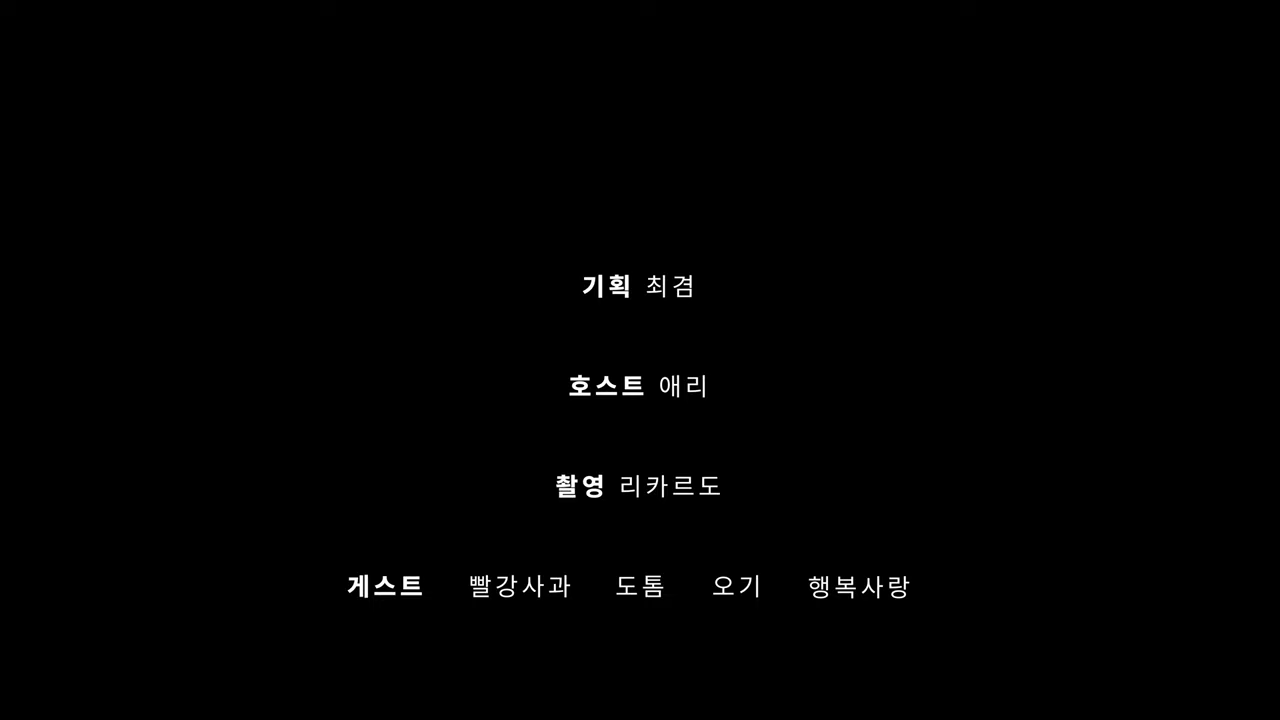 기획 최겸
호스트 애리
촬영 리카르도
게스트 빨강사과 도톰 오기 행복사랑